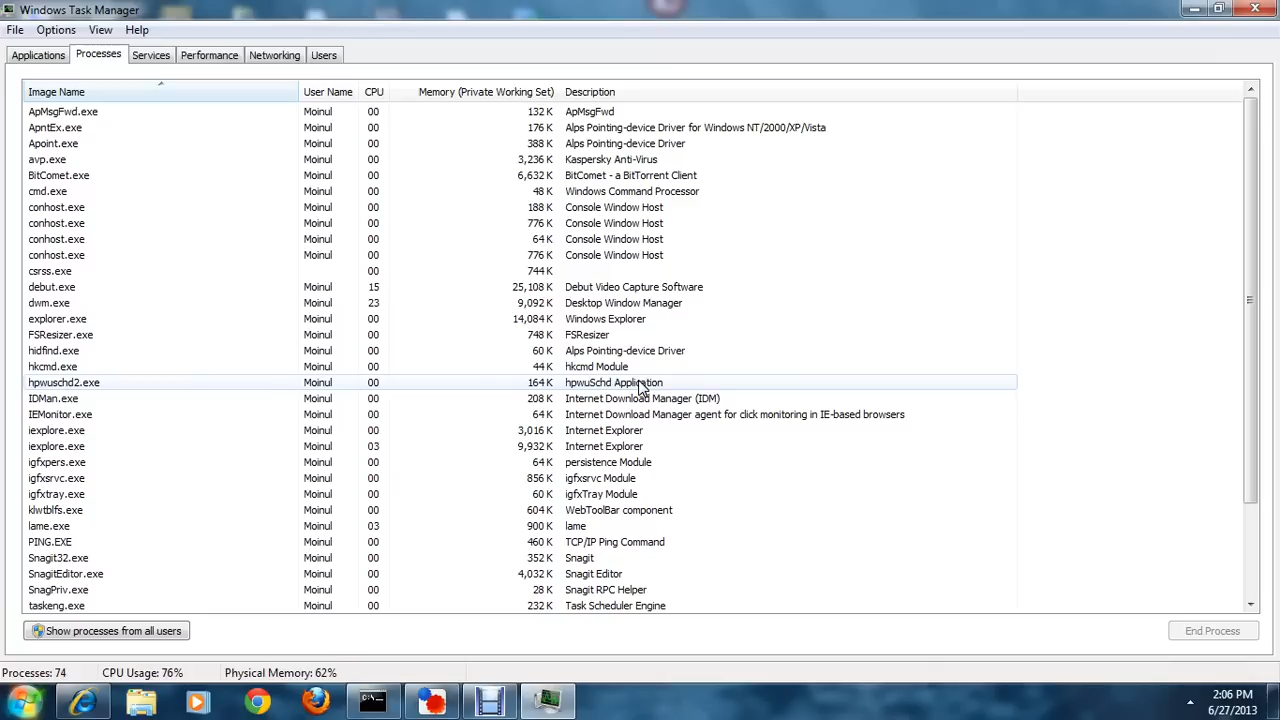 Windows Task Manager
File Options View Help
Applications Processes Services Performance Networking Users
Image Name User Name CPU Memory (Private Working Set) Description
ApMsgFwd.exe Moinul 00 132 K ApMsgFwd
ApntEx.exe Moinul 00 176 K Alps Pointing-device Driver for Windows NT/2000/XP/Vista
Apoint.exe Moinul 00 388 K Alps Pointing-device Driver
avp.exe Moinul 00 3,236 K Kaspersky Anti-Virus
BitComet.exe Moinul 00 6,632 K BitComet - a BitTorrent Client
cmd.exe Moinul 00 48 K Windows Command Processor
conhost.exe Moinul 00 188 K Console Window Host
conhost.exe Moinul 00 776 K Console Window Host
conhost.exe Moinul 00 64 K Console Window Host
conhost.exe Moinul 00 776 K Console Window Host
csrss.exe 00 744 K
debut.exe Moinul 15 25,108 K Debut Video Capture Software
dwm.exe Moinul 23 9,092 K Desktop Window Manager
explorer.exe Moinul 00 14,084 K Windows Explorer
FSResizer.exe Moinul 00 748 K FSResizer
hidfind.exe Moinul 00 60 K Alps Pointing-device Driver
hkcmd.exe Moinul 00 44 K hkcmd Module
hpwuschd2.exe Moinul 00 164 K hpwuSchd Application
IDMan.exe Moinul 00 208 K Internet Download Manager (IDM)
IEMonitor.exe Moinul 00 64 K Internet Download Manager agent for click monitoring in IE-based browsers
iexplore.exe Moinul 00 3,016 K Internet Explorer
iexplore.exe Moinul 03 9,932 K Internet Explorer
igfxpers.exe Moinul 00 64 K persistence Module
igfxsrvc.exe Moinul 00 856 K igfxsrvc Module
igfxtray.exe Moinul 00 60 K igfxTray Module
klwtblfs.exe Moinul 00 604 K WebToolBar component
lame.exe Moinul 03 900 K lame
PING.EXE Moinul 00 460 K TCP/IP Ping Command
Snagit32.exe Moinul 00 352 K Snagit
SnagitEditor.exe Moinul 00 4,032 K Snagit Editor
SnagPriv.exe Moinul 00 28 K Snagit RPC Helper
taskeng.exe Moinul 00 232 K Task Scheduler Engine
Show processes from all users End Process
Processes: 74 CPU Usage: 76% Physical Memory: 62%
2:06 PM
6/27/2013